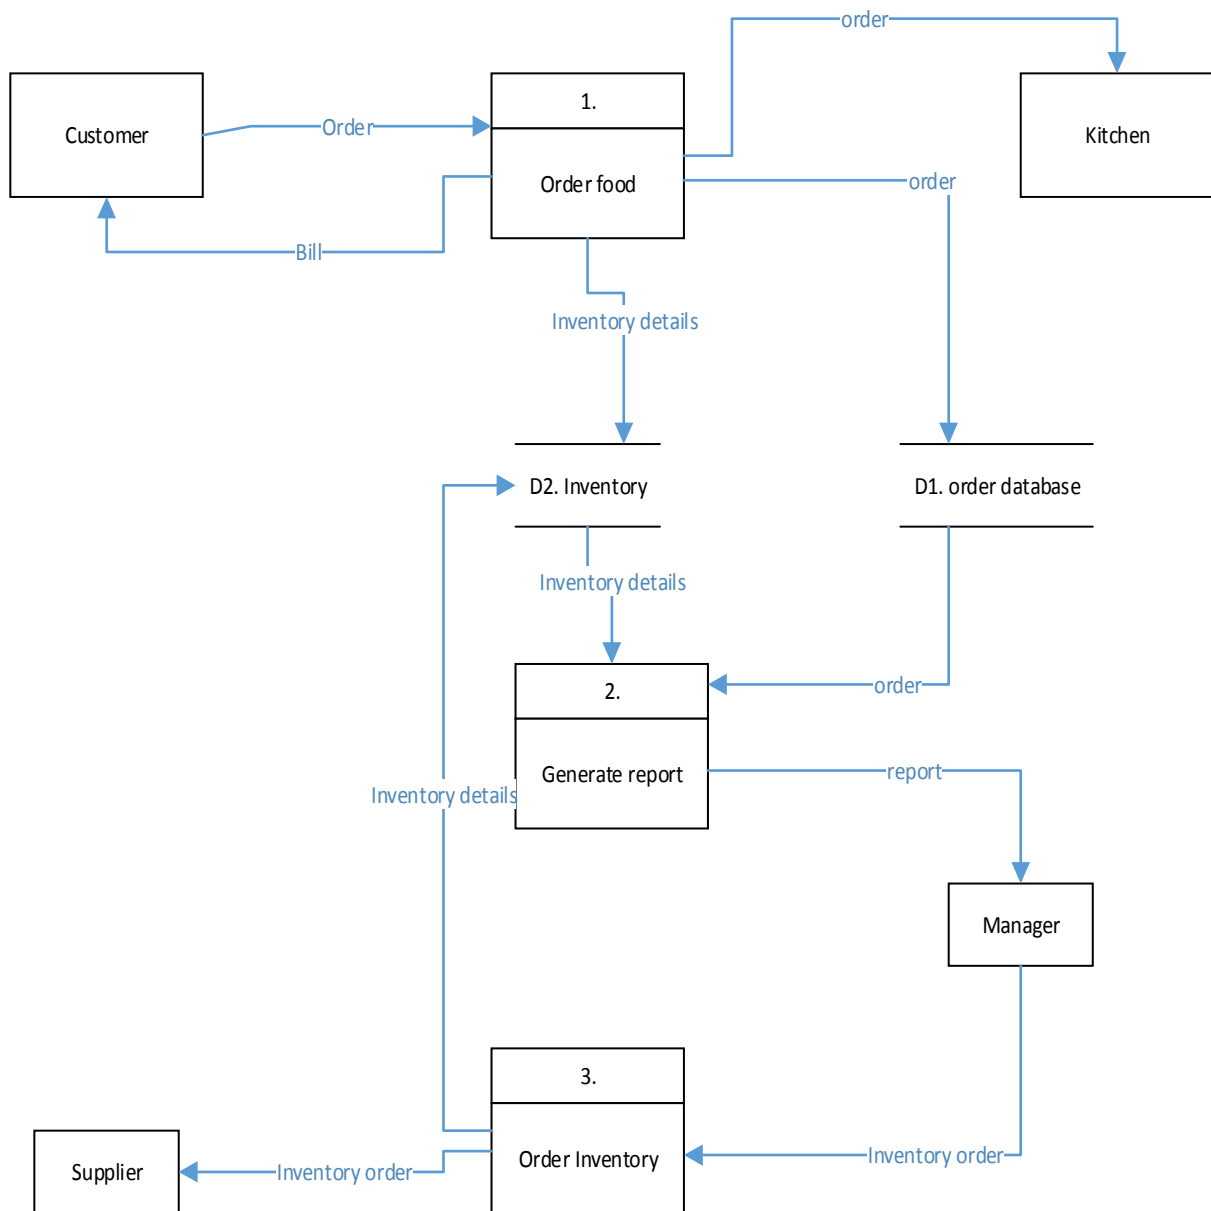 order
Customer
1.
Order
Kitchen
Order food
order
Bill
Inventory details
D2. Inventory
D1. order database
Inventory details
2.
order
Generate report
report
Inventory details
Manager
3.
Supplier
Inventory order
Order Inventory
Inventory order